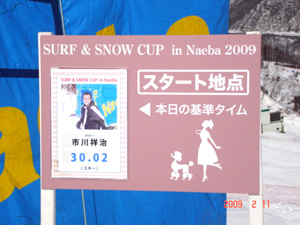 SURF & SNOW CUP in Naeba 2009
SURF & SNOW CUP in Naeba
市川祥治
30.02
(スキー)
スタート地点
◀ 本日の基準タイム
2009 2 11